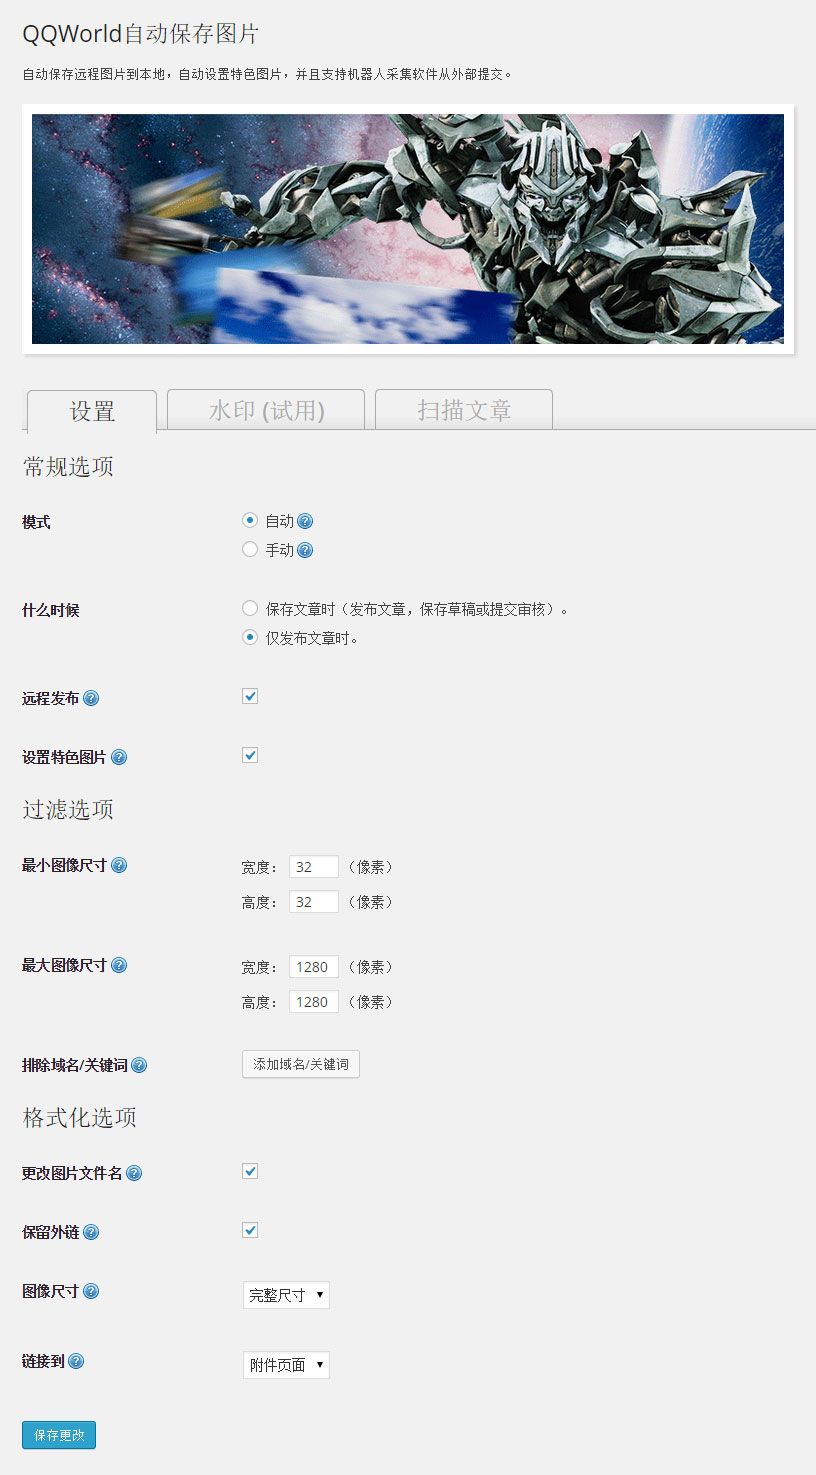 QQWorld自动保存图片
自动保存远程图片到本地，自动设置特色图片，并且支持机器人采集软件从外部提交。
设置 水印 (试用) 扫描文章
常规选项
模式 自动
手动
什么时候 保存文章时（发布文章，保存草稿或提交审核）。
仅发布文章时。
远程发布
设置特色图片
过滤选项
最小图像尺寸 宽度： 32 （像素）
高度： 32 （像素）
最大图像尺寸 宽度： 1280 （像素）
高度： 1280 （像素）
排除域名/关键词 添加域名/关键词
格式化选项
更改图片文件名
保留外链
图像尺寸 完整尺寸
链接到 附件页面
保存更改